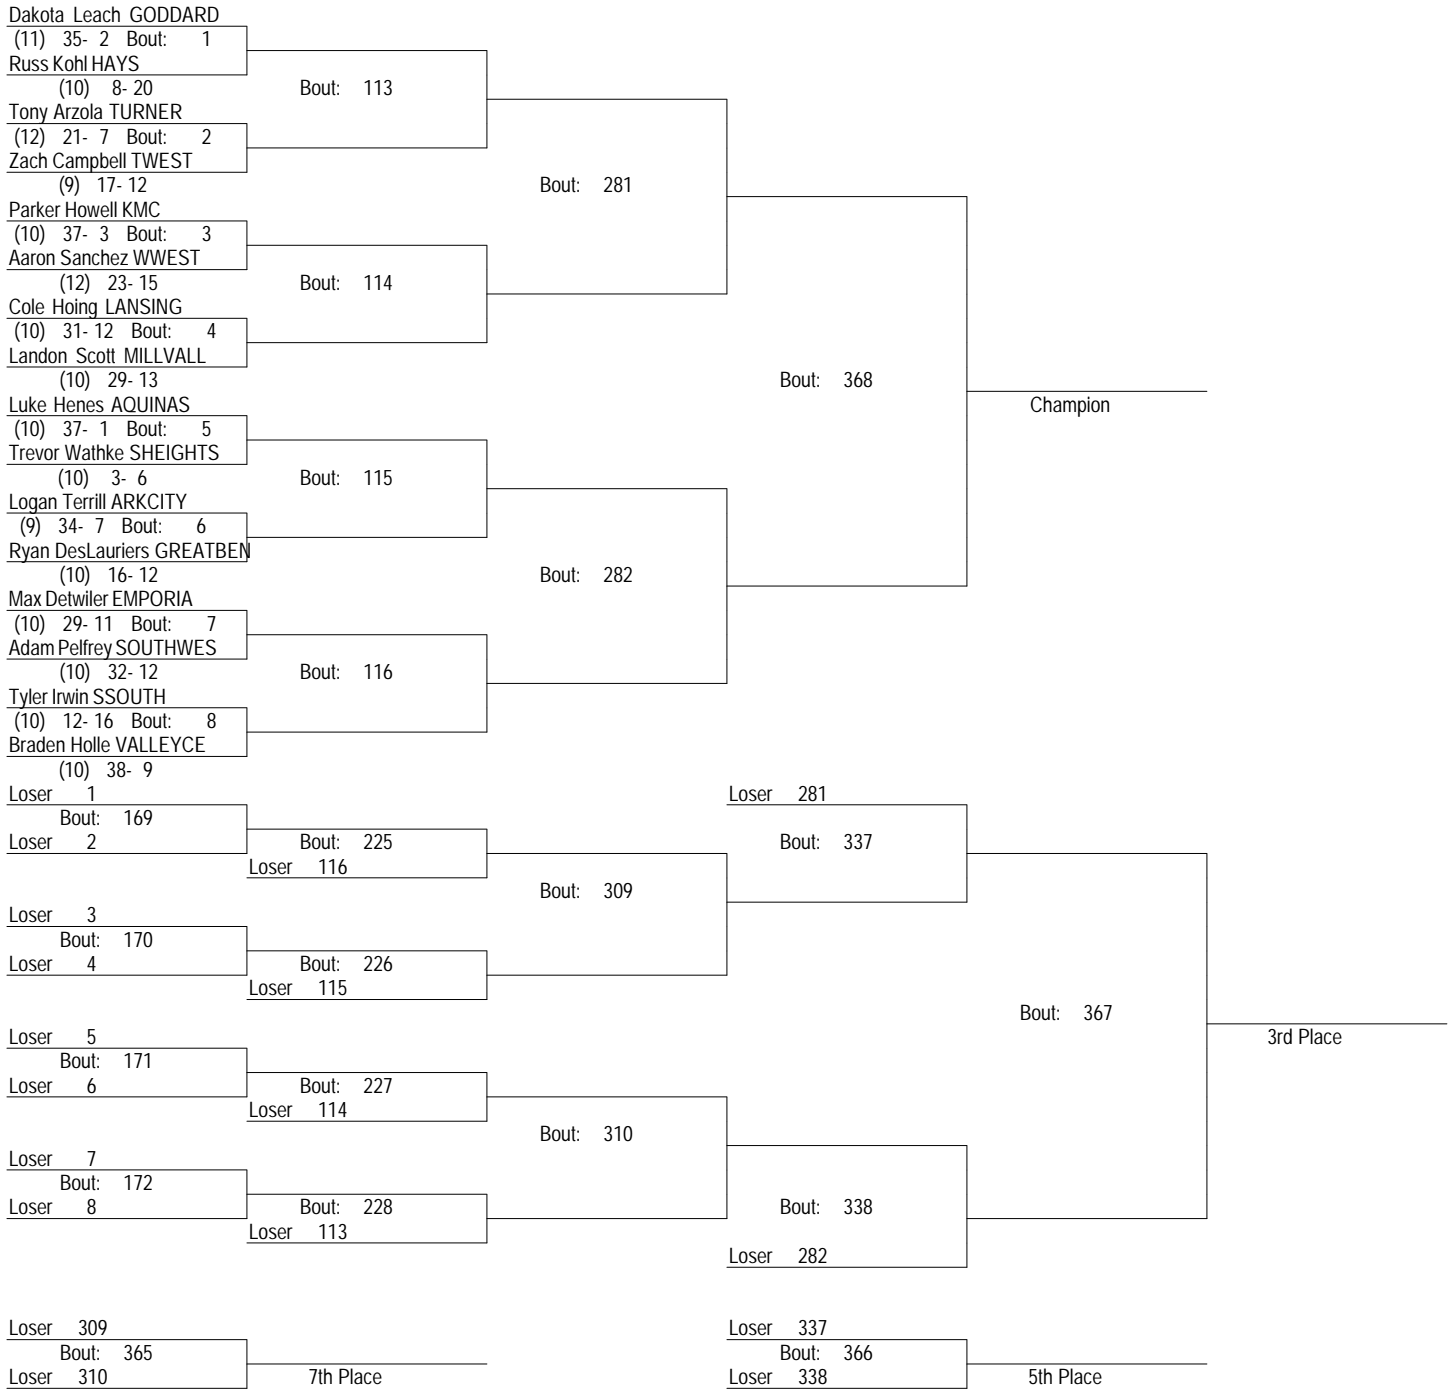 Dakota Leach GODDARD
(11) 35- 2 Bout: 1
Russ Kohl HAYS
(10) 8- 20
Bout: 113
Tony Arzola TURNER
(12) 21- 7 Bout: 2
Zach Campbell TWEST
(9) 17- 12
Bout: 281
Parker Howell KMC
(10) 37- 3 Bout: 3
Aaron Sanchez WWEST
(12) 23- 15
Bout: 114
Cole Hoing LANSING
(10) 31- 12 Bout: 4
Landon Scott MILLVALL
(10) 29- 13
Bout: 368
Champion
Luke Henes AQUINAS
(10) 37- 1 Bout: 5
Trevor Wathke SHEIGHTS
(10) 3- 6
Bout: 115
Logan Terrill ARKCITY
(9) 34- 7 Bout: 6
Ryan DesLauriers GREATBEN
(10) 16- 12
Bout: 282
Max Detwiler EMPORIA
(10) 29- 11 Bout: 7
Adam Pelfrey SOUTHWES
(10) 32- 12
Bout: 116
Tyler Irwin SSOUTH
(10) 12- 16 Bout: 8
Braden Holle VALLEYCE
(10) 38- 9
Loser 1
Bout: 169
Loser 2
Bout: 225
Loser 116
Loser 281
Bout: 337
Bout: 309
Loser 3
Bout: 170
Loser 4
Bout: 226
Loser 115
Bout: 367
3rd Place
Loser 5
Bout: 171
Loser 6
Bout: 227
Loser 114
Bout: 310
Loser 7
Bout: 172
Loser 8
Bout: 228
Loser 113
Bout: 338
Loser 282
Loser 309
Bout: 365
Loser 310
7th Place
Loser 337
Bout: 366
Loser 338
5th Place